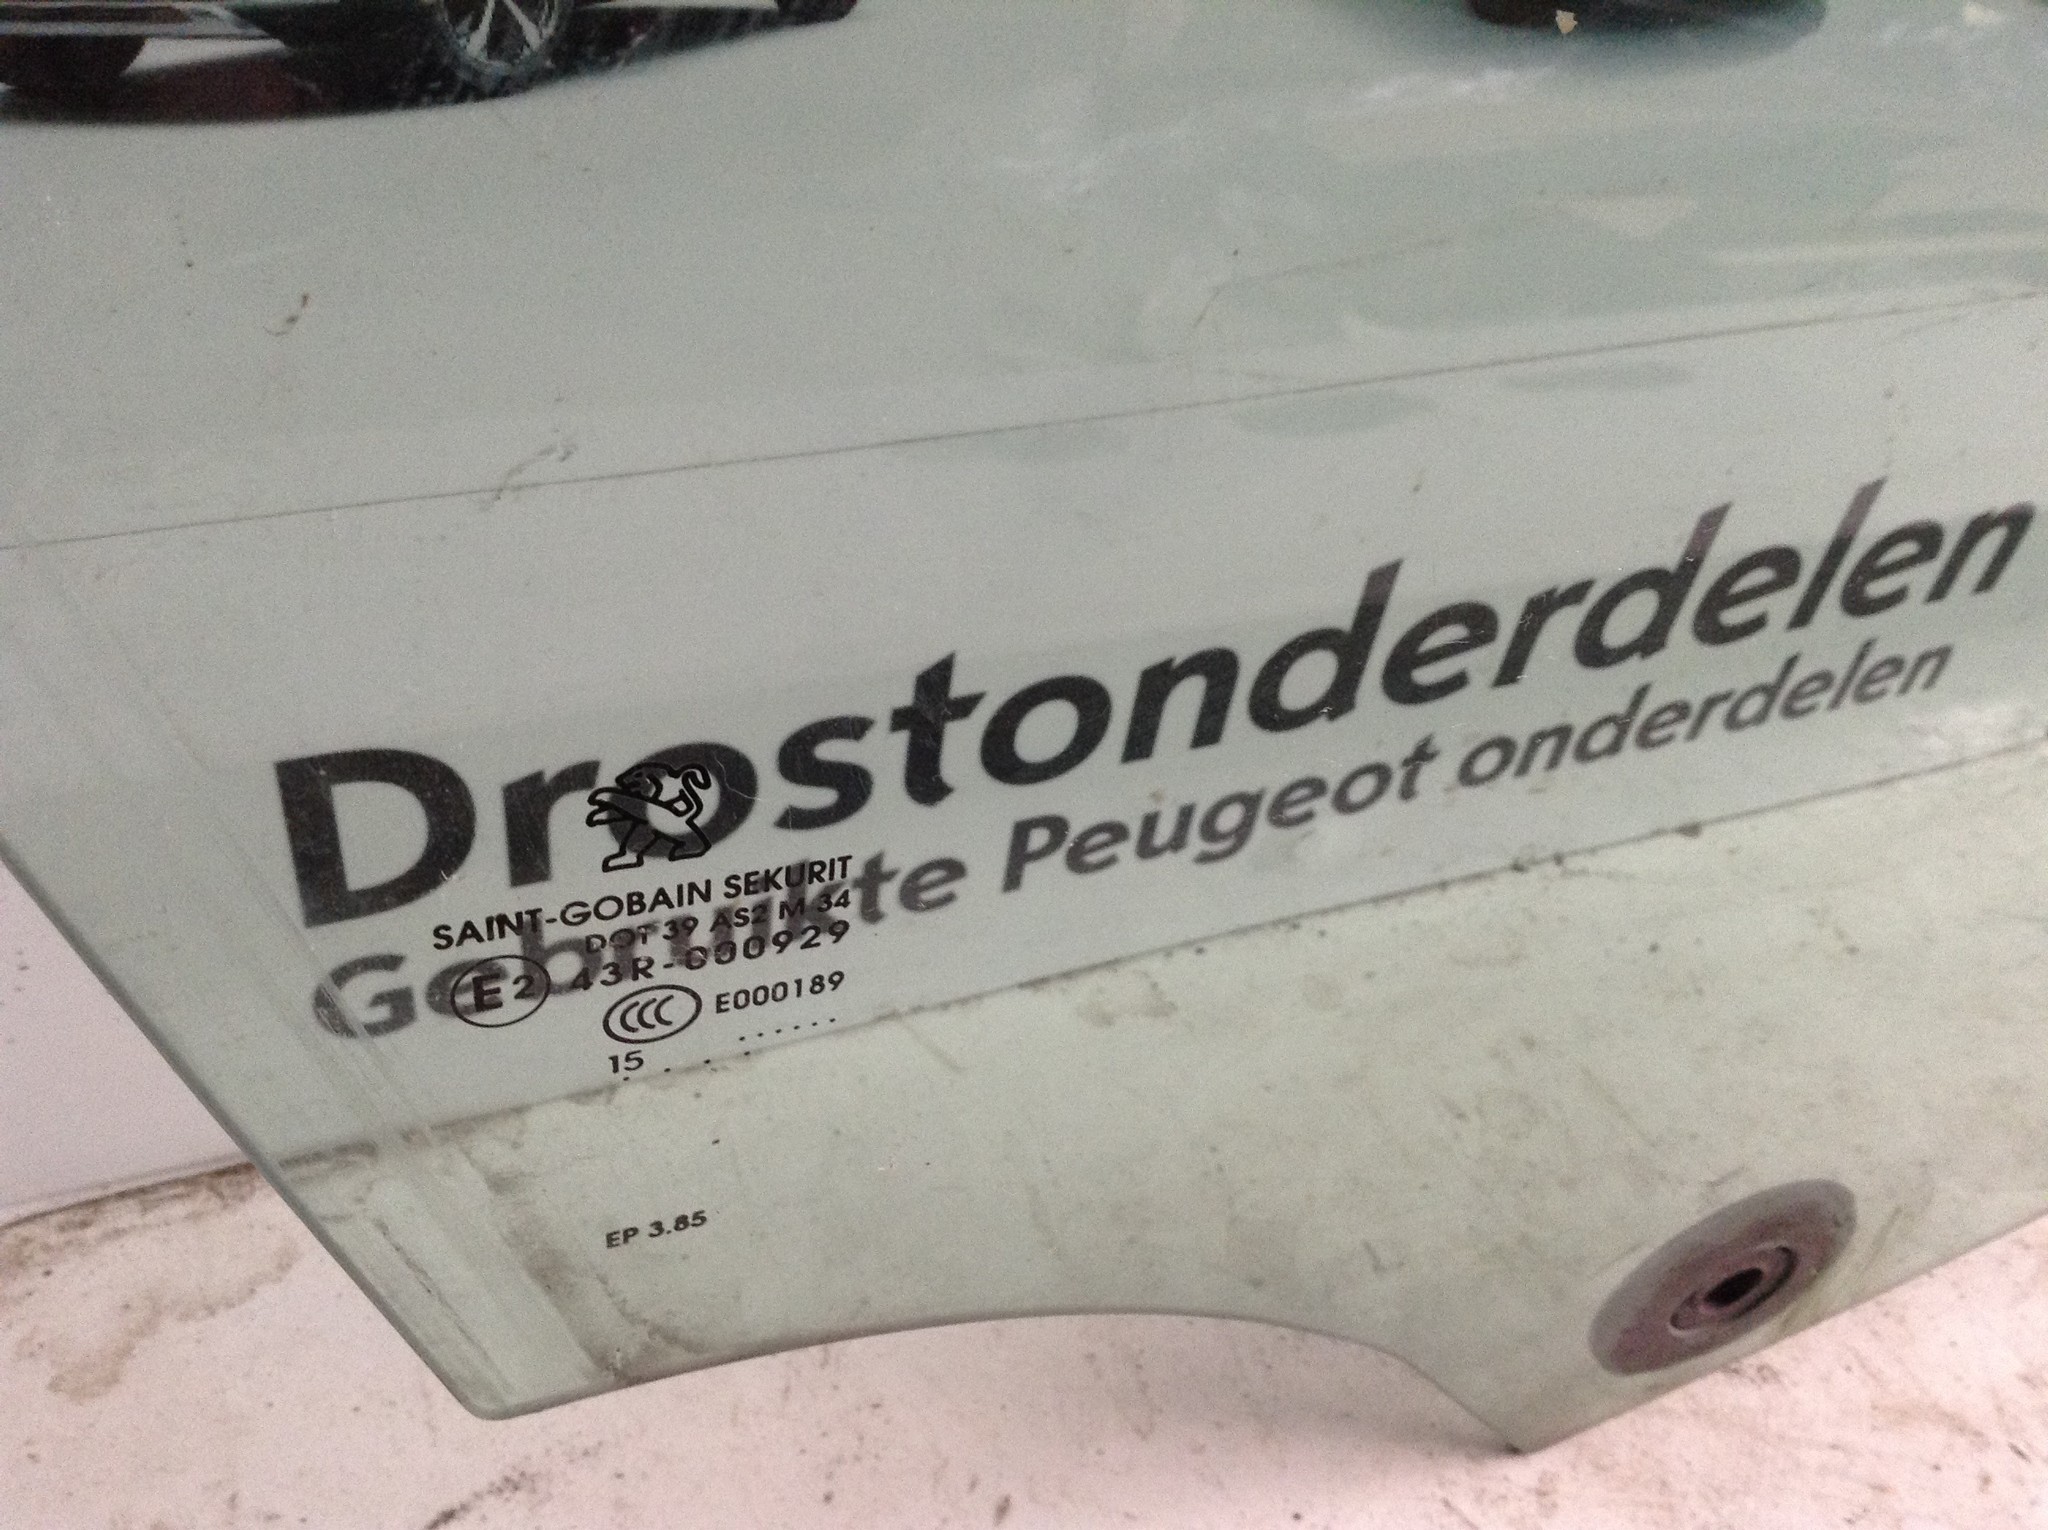 Drostonderdelen
Gebruikte Peugeot onderdelen
SAINT-GOBAIN SEKURIT
DOT 39 AS2 M 34
E2 43R-000929
CCC E000189
15 . . . . . . . . . .
EP 3.85